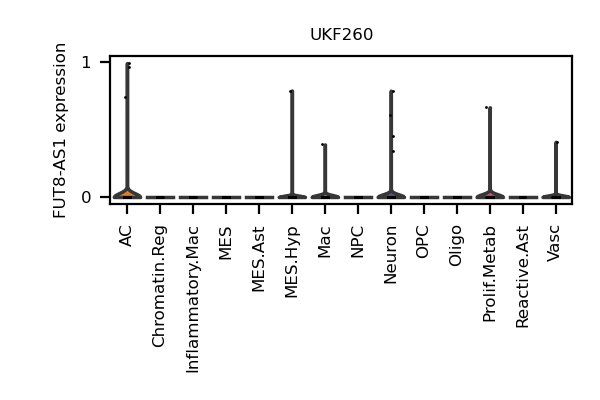 UKF260
FUT8-AS1 expression
1
0
AC
Chromatin.Reg
Inflammatory.Mac
MES
MES.Ast
MES.Hyp
Mac
NPC
Neuron
OPC
Oligo
Prolif.Metab
Reactive.Ast
Vasc